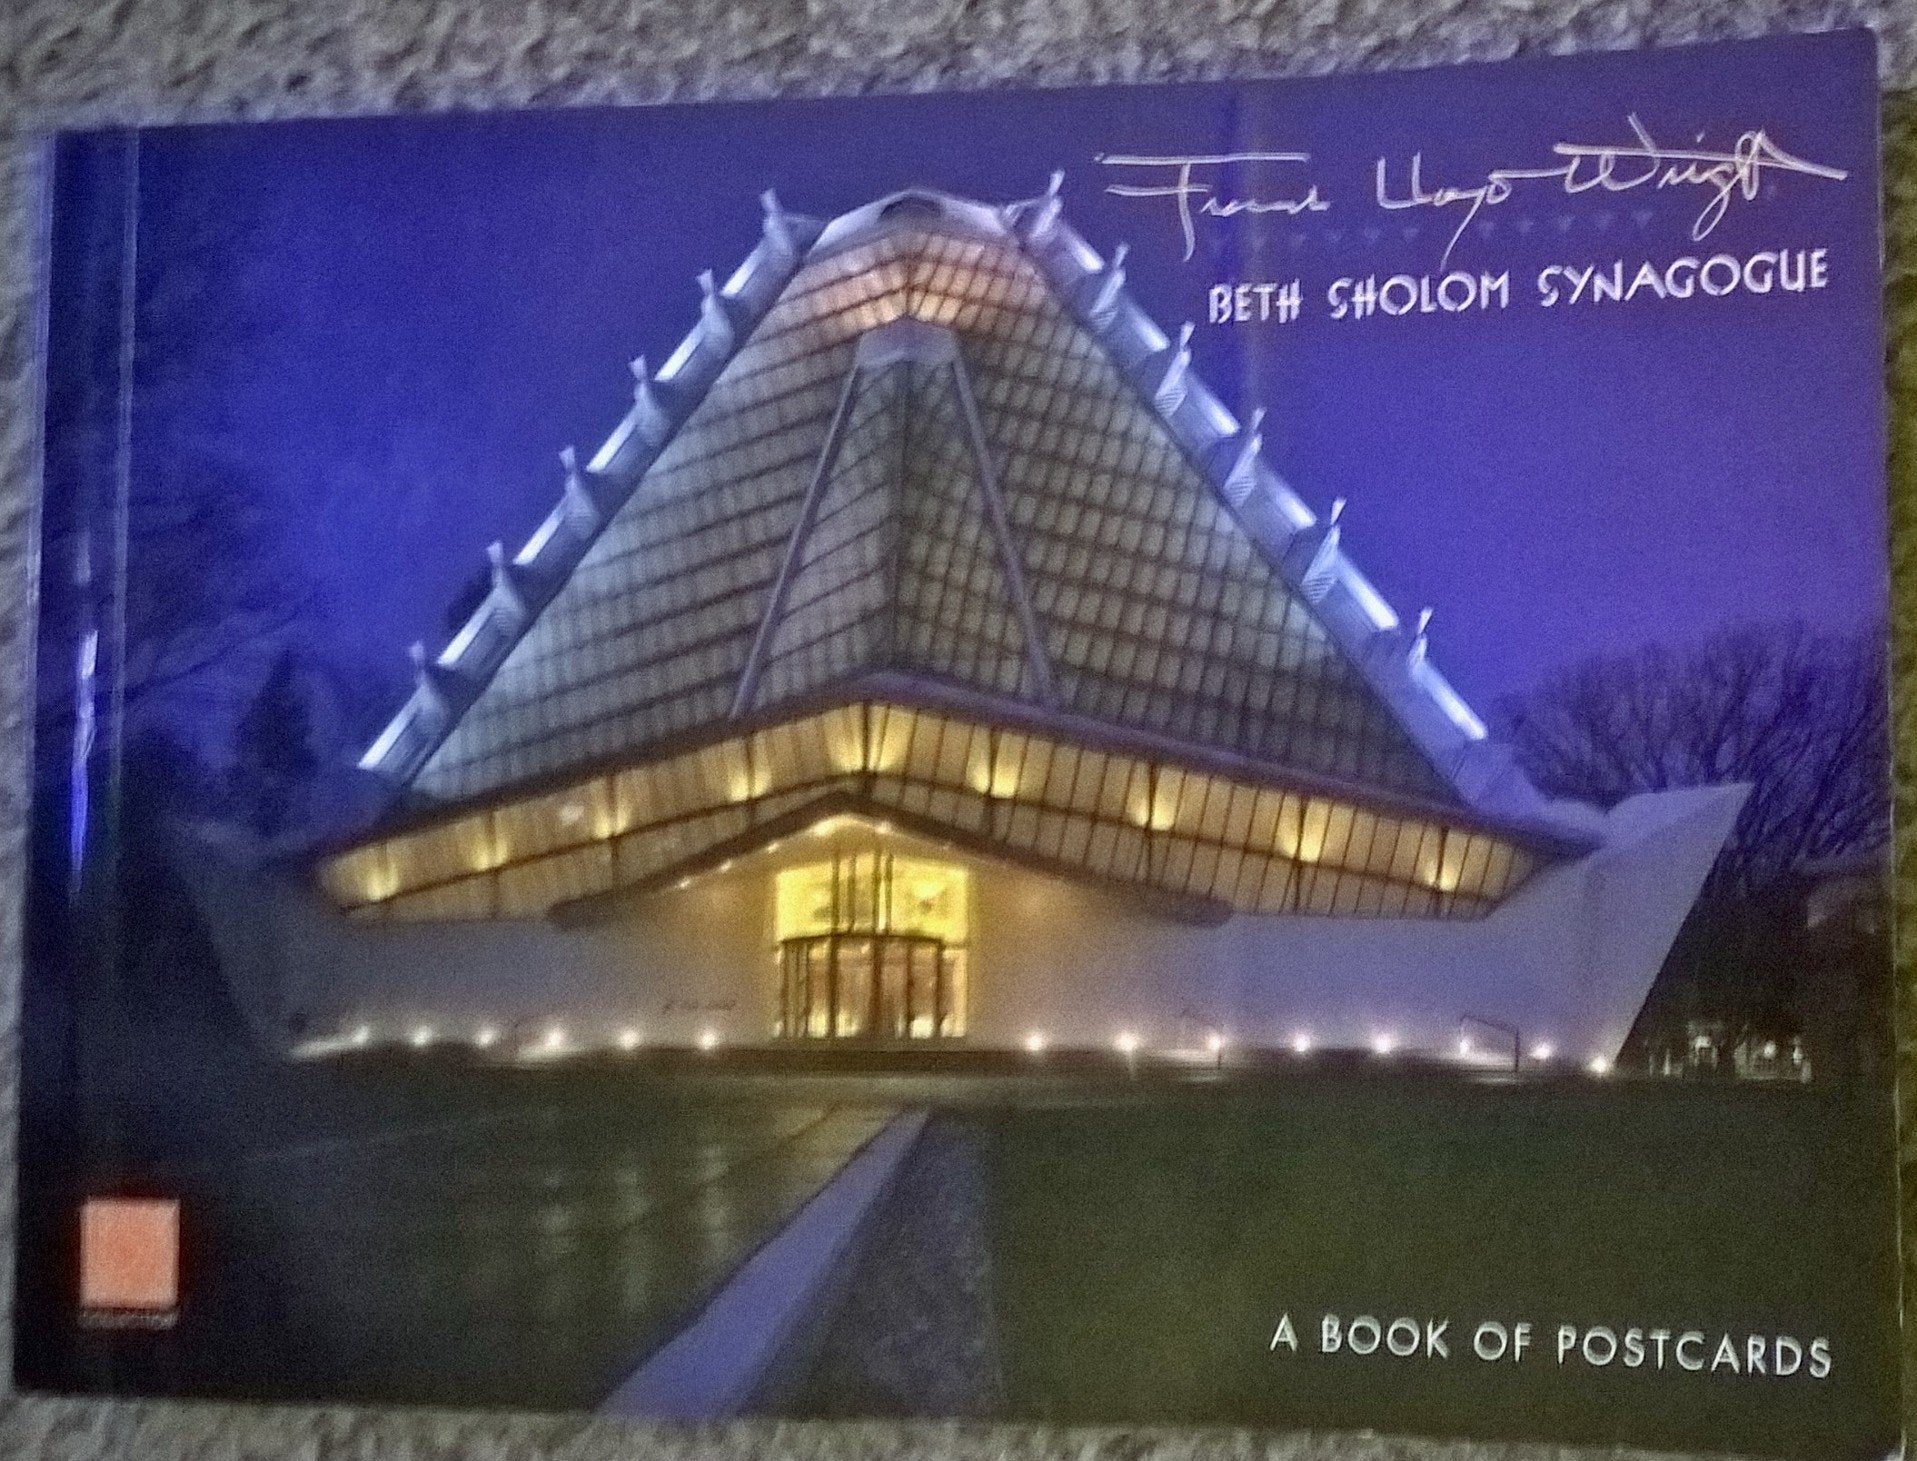 Frank Lloyd Wright
BETH SHOLOM SYNAGOGUE
A BOOK OF POSTCARDS